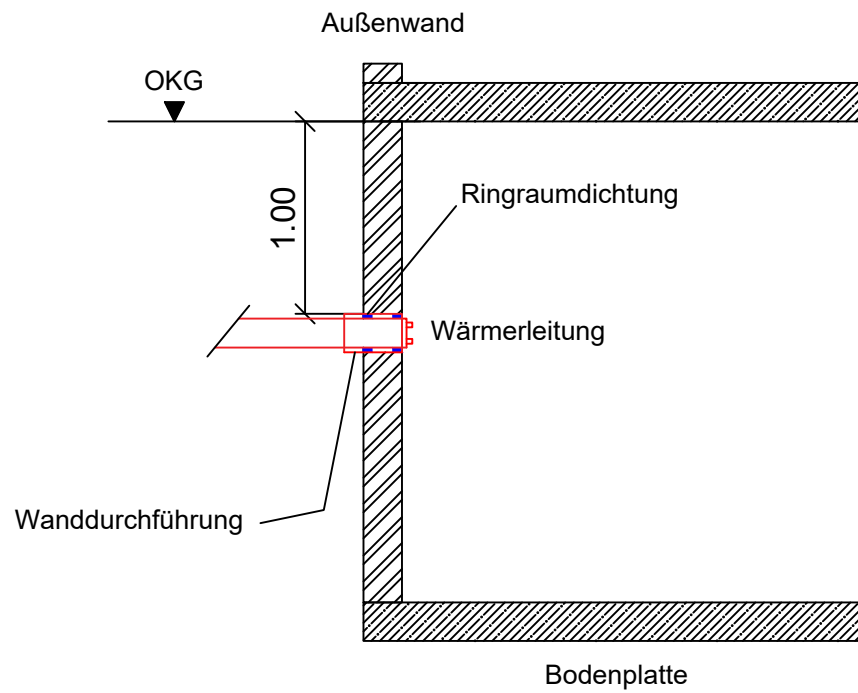 Außenwand
OKG
1.00
Ringraumdichtung
Wärmerleitung
Wanddurchführung
Bodenplatte